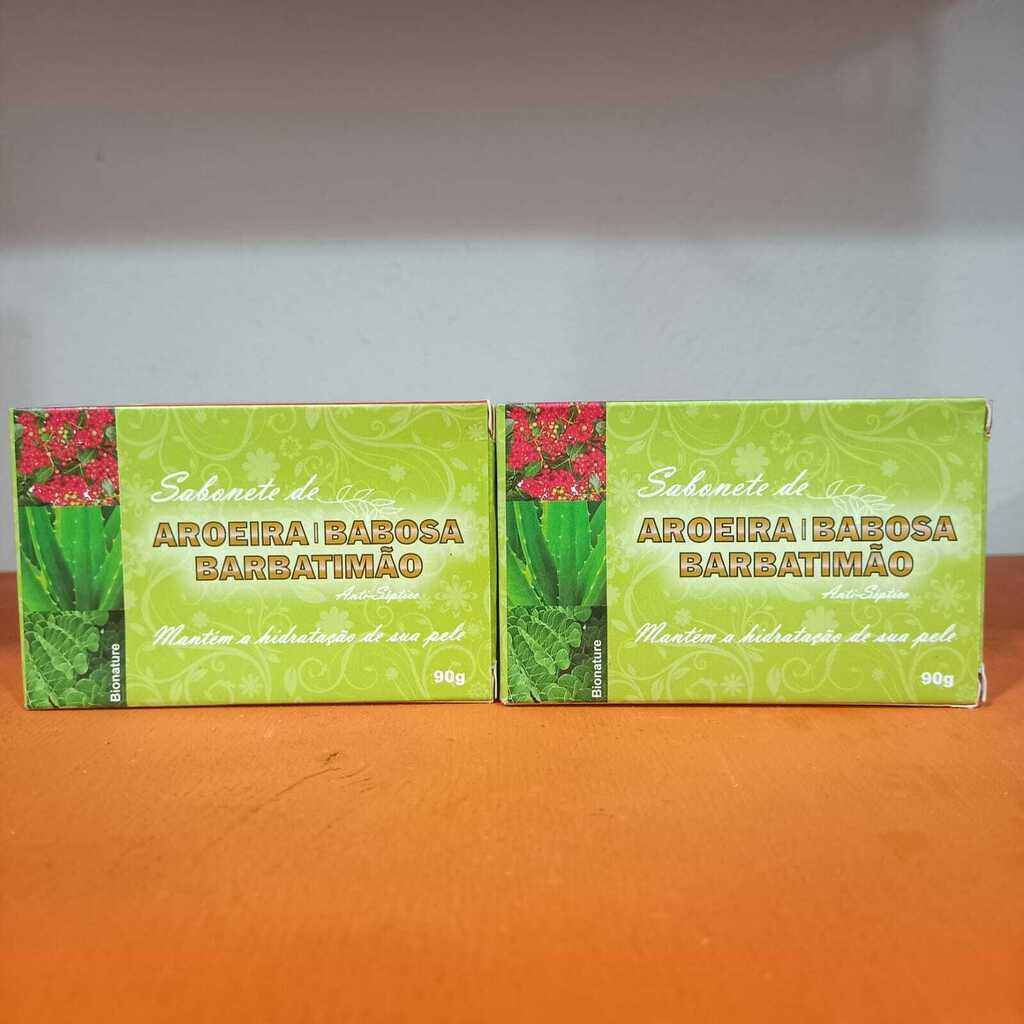 Sabonete de
AROEIRA | BABOSA
BARBATIMÃO
Anti-Séptico
Mantém a hidratação de sua pele
90g
Bionature
Sabonete de
AROEIRA | BABOSA
BARBATIMÃO
Anti-Séptico
Mantém a hidratação de sua pele
90g
Bionature